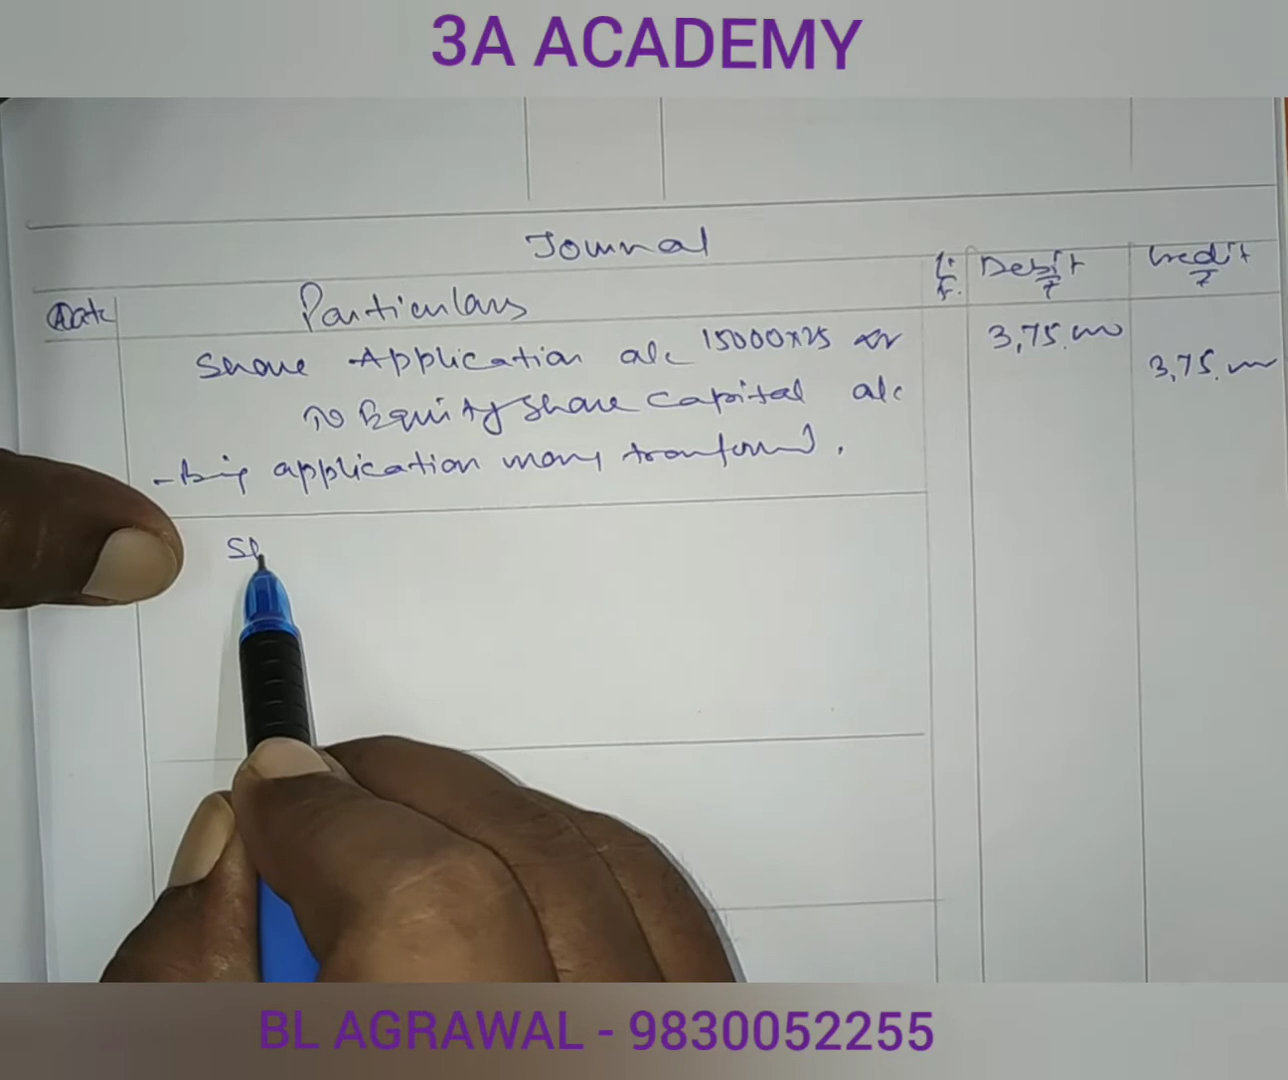 3A ACADEMY
Journal
Date Particulars L.F. Debit ₹ Credit ₹
Share Application a/c 15000x25 Dr 3,75,000
To Equity Share Capital a/c 3,75,000
- Being application money transferred.
Sh
BL AGRAWAL - 9830052255